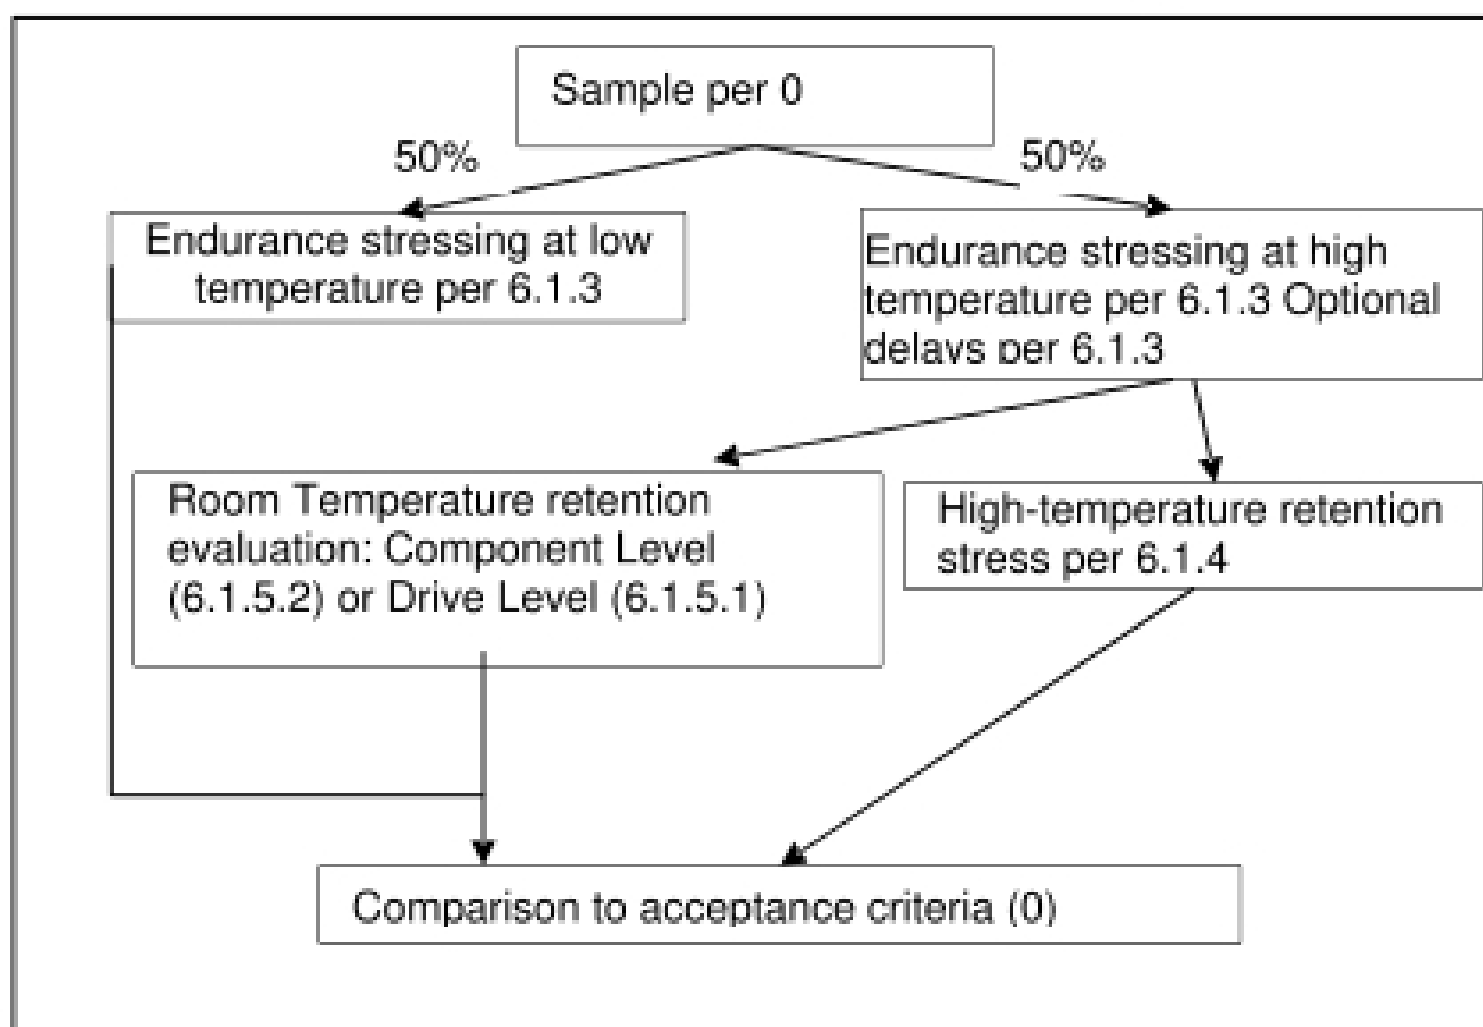 Sample per 0
50%
50%
Endurance stressing at low
temperature per 6.1.3
Endurance stressing at high
temperature per 6.1.3 Optional
delays per 6.1.3
Room Temperature retention
evaluation: Component Level
(6.1.5.2) or Drive Level (6.1.5.1)
High-temperature retention
stress per 6.1.4
Comparison to acceptance criteria (0)